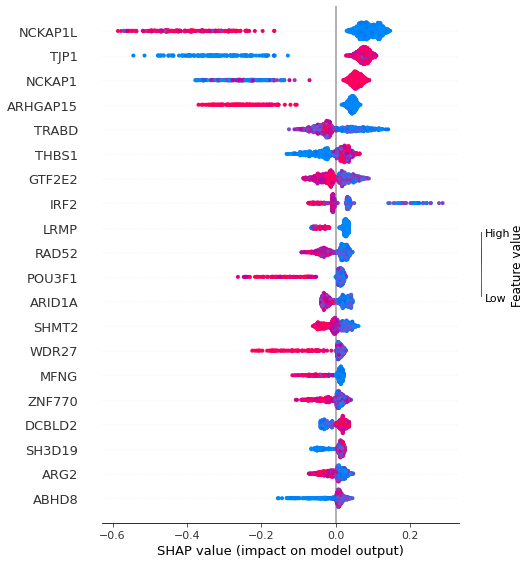 NCKAP1L
TJP1
NCKAP1
ARHGAP15
TRABD
THBS1
GTF2E2
IRF2
LRMP
RAD52
POU3F1
ARID1A
SHMT2
WDR27
MFNG
ZNF770
DCBLD2
SH3D19
ARG2
ABHD8
−0.6 −0.4 −0.2 0.0 0.2
SHAP value (impact on model output)
High
Low
Feature value